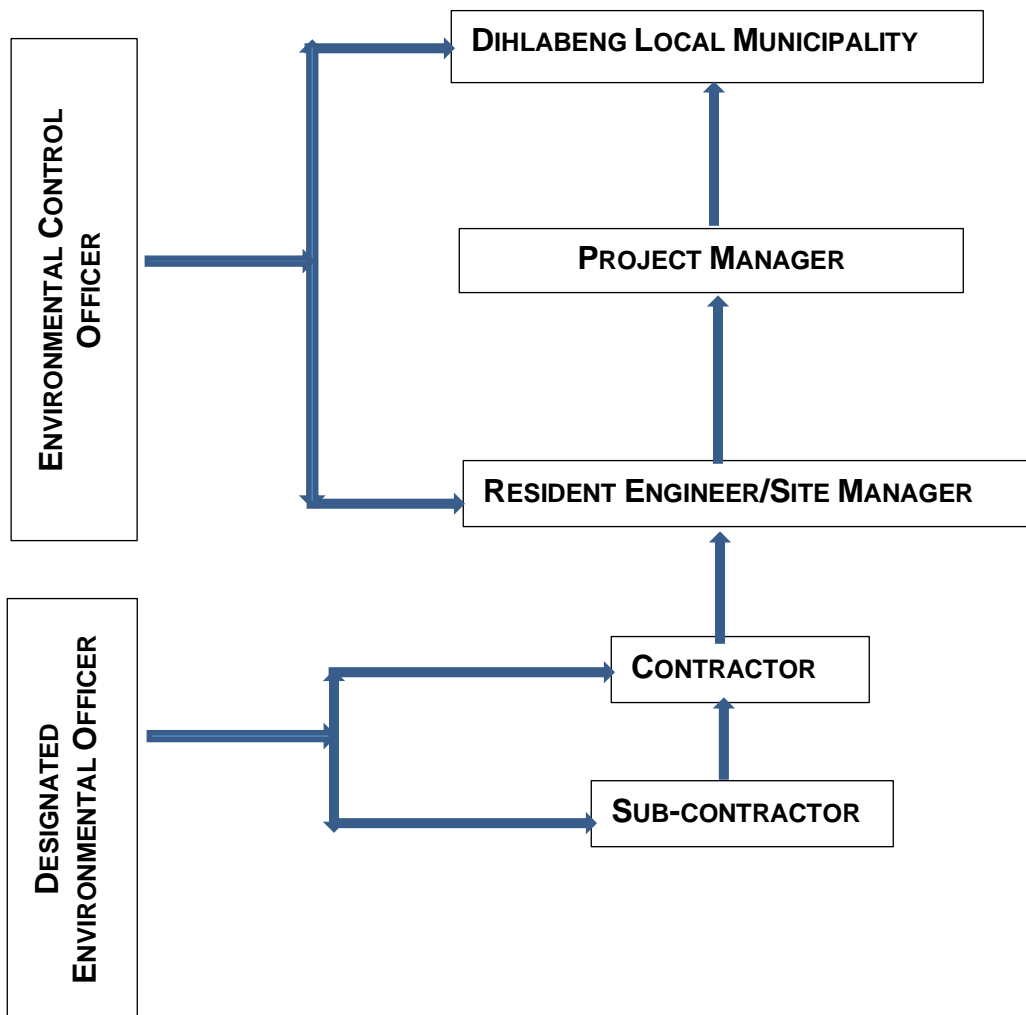 DIHLABENG LOCAL MUNICIPALITY
ENVIRONMENTAL CONTROL
OFFICER
PROJECT MANAGER
RESIDENT ENGINEER/SITE MANAGER
DESIGNATED
ENVIRONMENTAL OFFICER
CONTRACTOR
SUB-CONTRACTOR